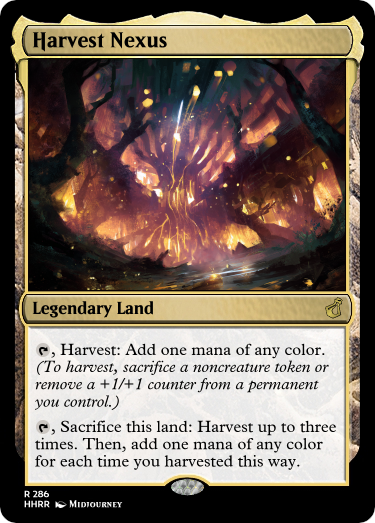 Harvest Nexus
Legendary Land
, Harvest: Add one mana of any color.
(To harvest, sacrifice a noncreature token or
remove a +1/+1 counter from a permanent
you control.)
, Sacrifice this land: Harvest up to three
times. Then, add one mana of any color
for each time you harvested this way.
R 286
HHRR MIDJOURNEY